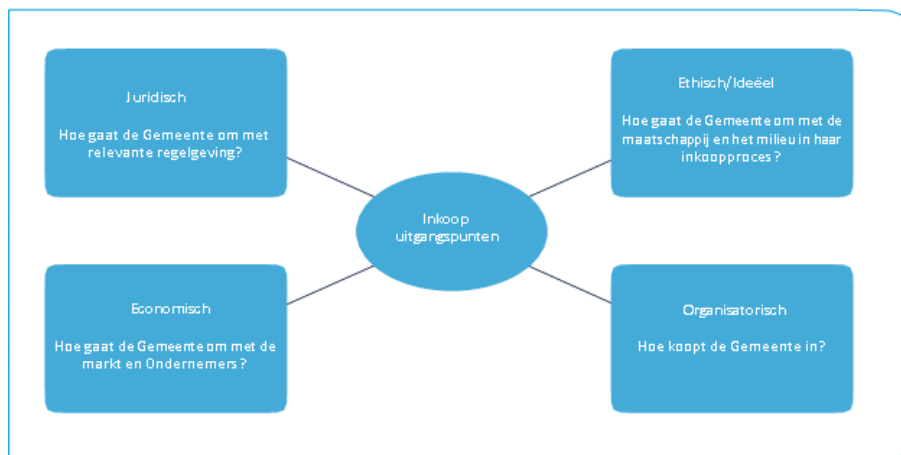 Juridisch
Hoe gaat de Gemeente om met
relevante regelgeving?
Ethisch/Ideëel
Hoe gaat de Gemeente om met de
maatschappij en het milieu in haar
inkoopproces?
Inkoop
uitgangspunten
Economisch
Hoe gaat de Gemeente om met de
markt en Ondernemers?
Organisatorisch
Hoe koopt de Gemeente in?